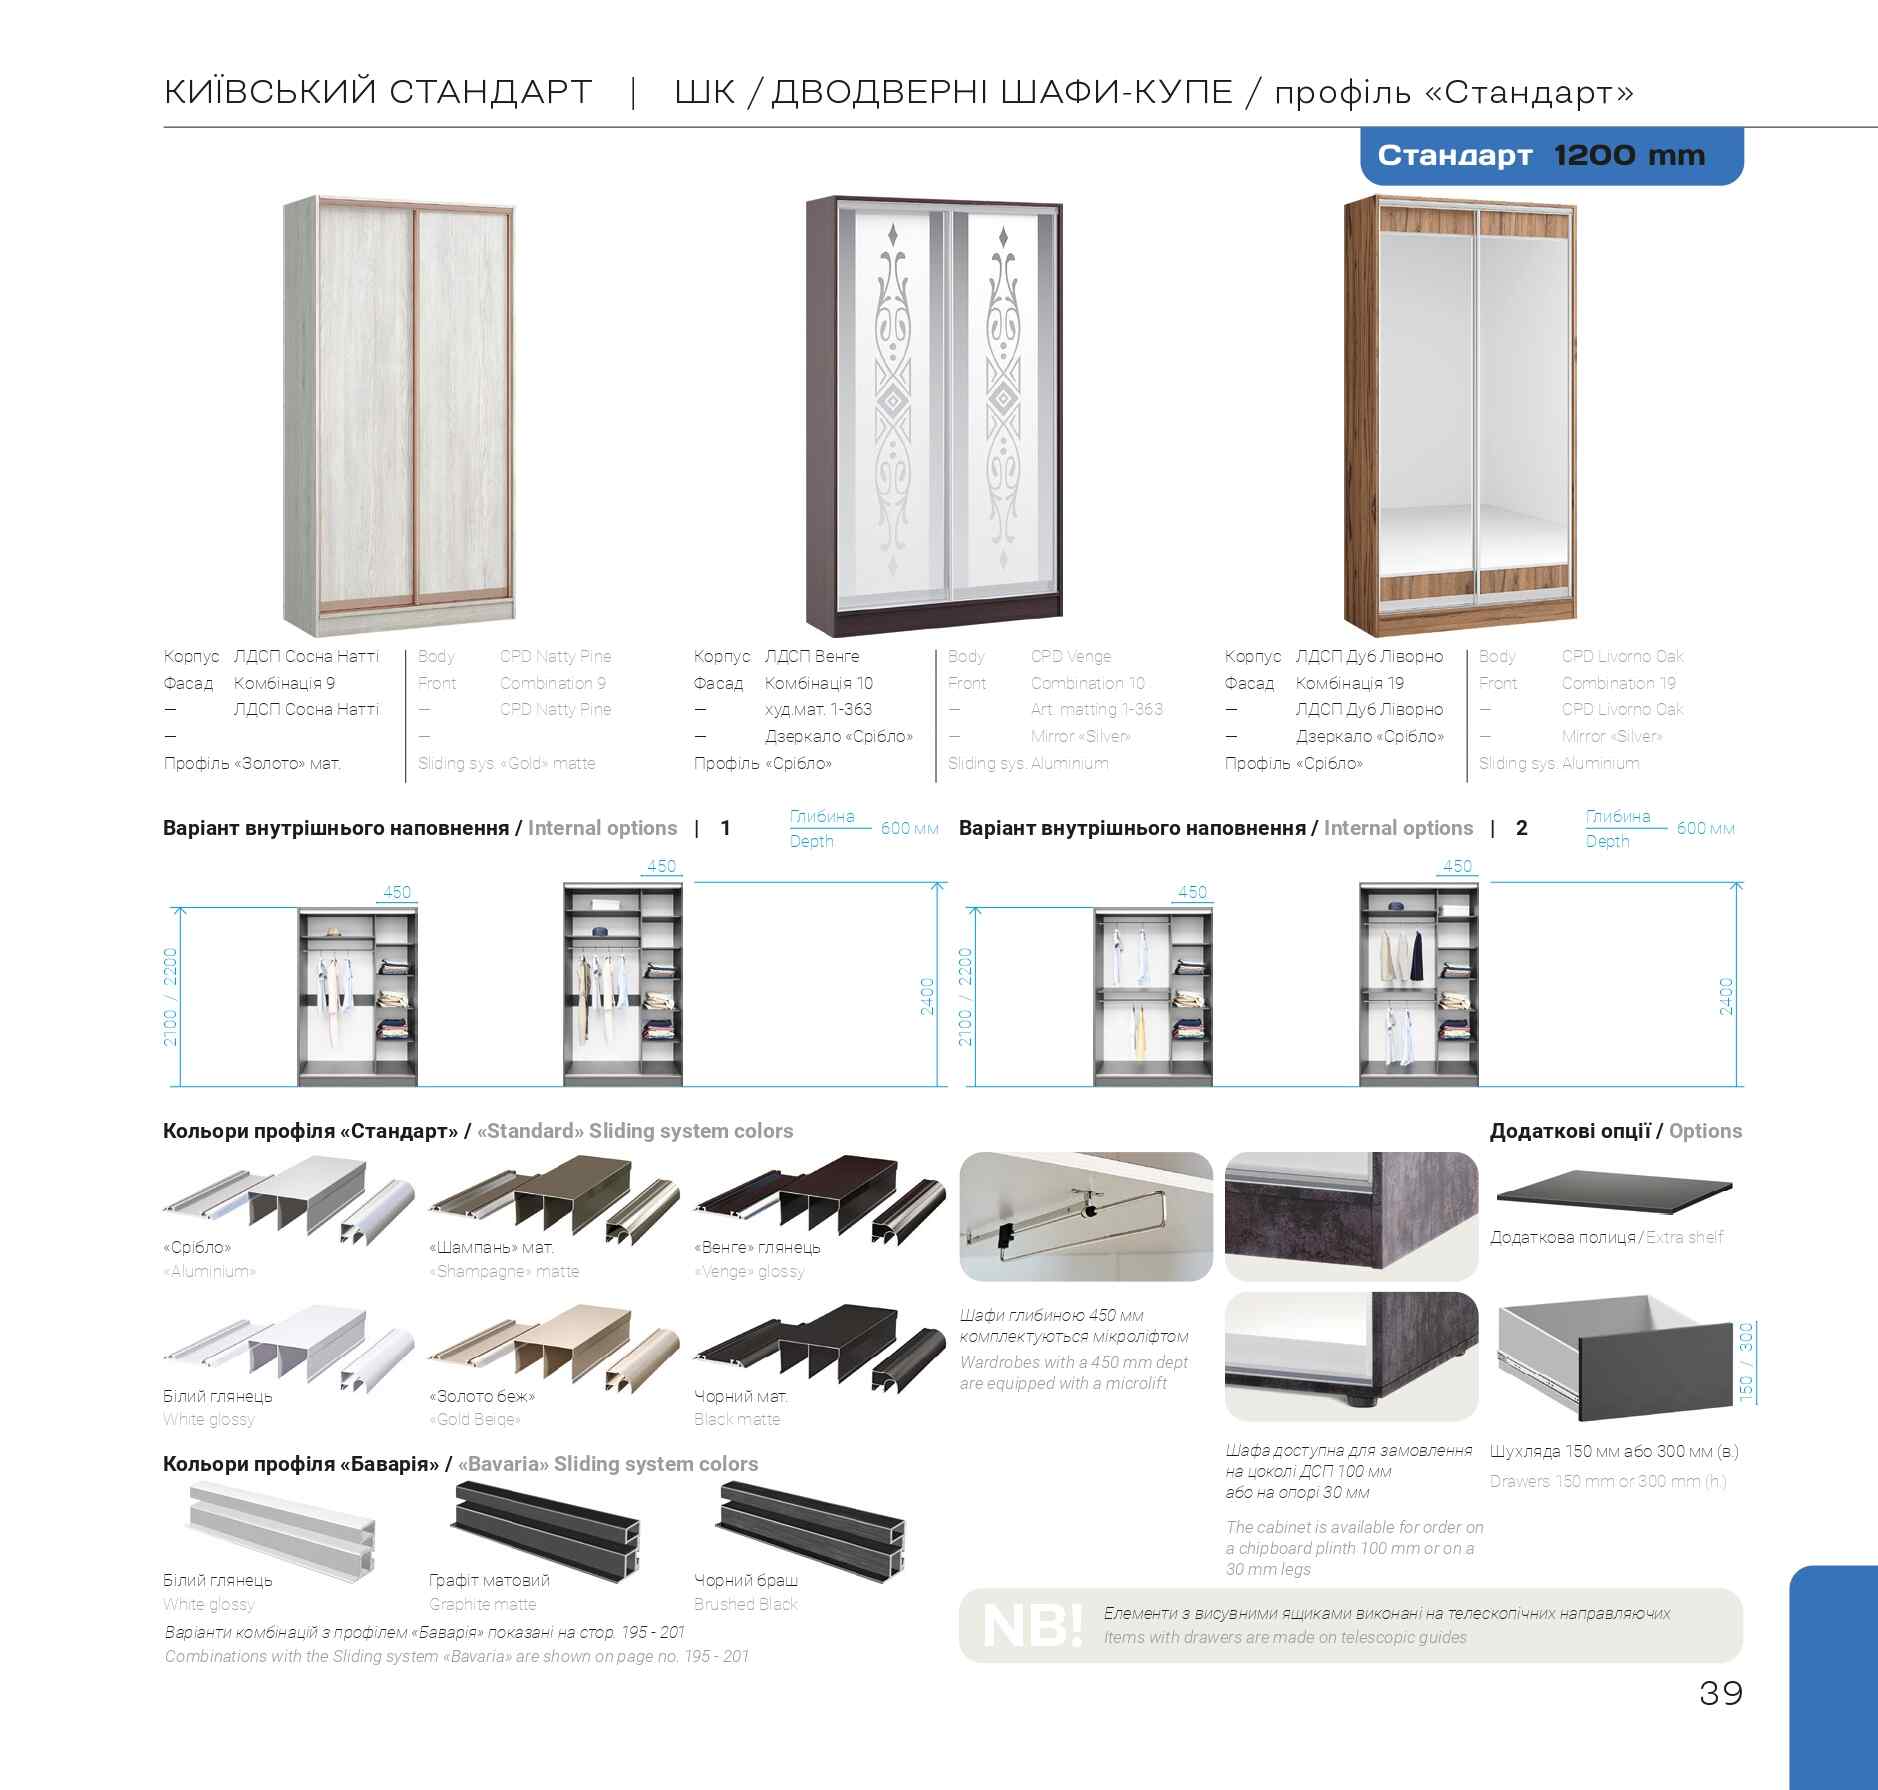 КИЇВСЬКИЙ СТАНДАРТ | ШК / ДВОДВЕРНІ ШАФИ-КУПЕ / профіль «Стандарт»
Стандарт 1200 mm
Корпус ЛДСП Сосна Натті
Фасад Комбінація 9
— ЛДСП Сосна Натті
—
Профіль «Золото» мат.
Body CPD Natty Pine
Front Combination 9
— CPD Natty Pine
—
Sliding sys. «Gold» matte
Корпус ЛДСП Венге
Фасад Комбінація 10
— худ.мат. 1-363
— Дзеркало «Срібло»
Профіль «Срібло»
Body CPD Venge
Front Combination 10
— Art. matting 1-363
— Mirror «Silver»
Sliding sys. Aluminium
Корпус ЛДСП Дуб Ліворно
Фасад Комбінація 19
— ЛДСП Дуб Ліворно
— Дзеркало «Срібло»
Профіль «Срібло»
Body CPD Livorno Oak
Front Combination 19
— CPD Livorno Oak
— Mirror «Silver»
Sliding sys. Aluminium
Варіант внутрішнього наповнення / Internal options | 1
Глибина
Depth
600 мм
450
450
2100 / 2200
2400
Варіант внутрішнього наповнення / Internal options | 2
Глибина
Depth
600 мм
450
450
2100 / 2200
2400
Кольори профіля «Стандарт» / «Standard» Sliding system colors
«Срібло»
«Aluminium»
«Шампань» мат.
«Shampagne» matte
«Венге» глянець
«Venge» glossy
Білий глянець
White glossy
«Золото беж»
«Gold Beige»
Чорний мат.
Black matte
Кольори профіля «Баварія» / «Bavaria» Sliding system colors
Білий глянець
White glossy
Графіт матовий
Graphite matte
Чорний браш
Brushed Black
Варіанти комбінацій з профілем «Баварія» показані на стор. 195 - 201
Combinations with the Sliding system «Bavaria» are shown on page no. 195 - 201
Шафи глибиною 450 мм
комплектуються мікроліфтом
Wardrobes with a 450 mm dept
are equipped with a microlift
Шафа доступна для замовлення
на цоколі ДСП 100 мм
або на опорі 30 мм
The cabinet is available for order on
a chipboard plinth 100 mm or on a
30 mm legs
Додаткові опції / Options
Додаткова полиця / Extra shelf
150 / 300
Шухляда 150 мм або 300 мм (в.)
Drawers 150 mm or 300 mm (h.)
NB!
Елементи з висувними ящиками виконані на телескопічних направляючих
Items with drawers are made on telescopic guides
39